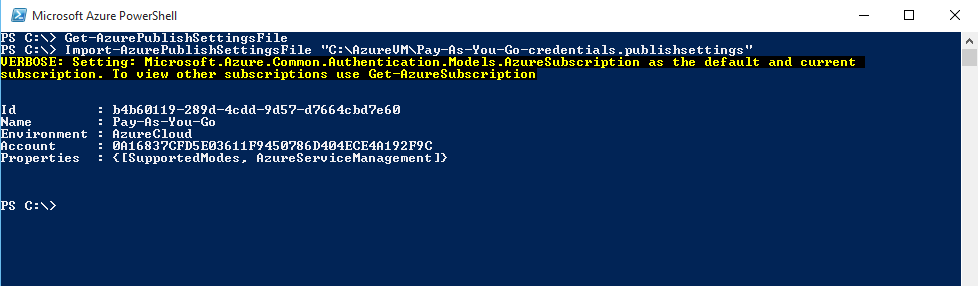 Microsoft Azure PowerShell
PS C:\> Get-AzurePublishSettingsFile
PS C:\> Import-AzurePublishSettingsFile "C:\AzureVM\Pay-As-You-Go-credentials.publishsettings"
VERBOSE: Setting: Microsoft.Azure.Common.Authentication.Models.AzureSubscription as the default and current
subscription. To view other subscriptions use Get-AzureSubscription
Id          : b4b60119-289d-4cdd-9d57-d7664cbd7e60
Name        : Pay-As-You-Go
Environment : AzureCloud
Account     : 0A16837CFD5E03611F9450786D404ECE4A192F9C
Properties  : {[SupportedModes, AzureServiceManagement]}
PS C:\>